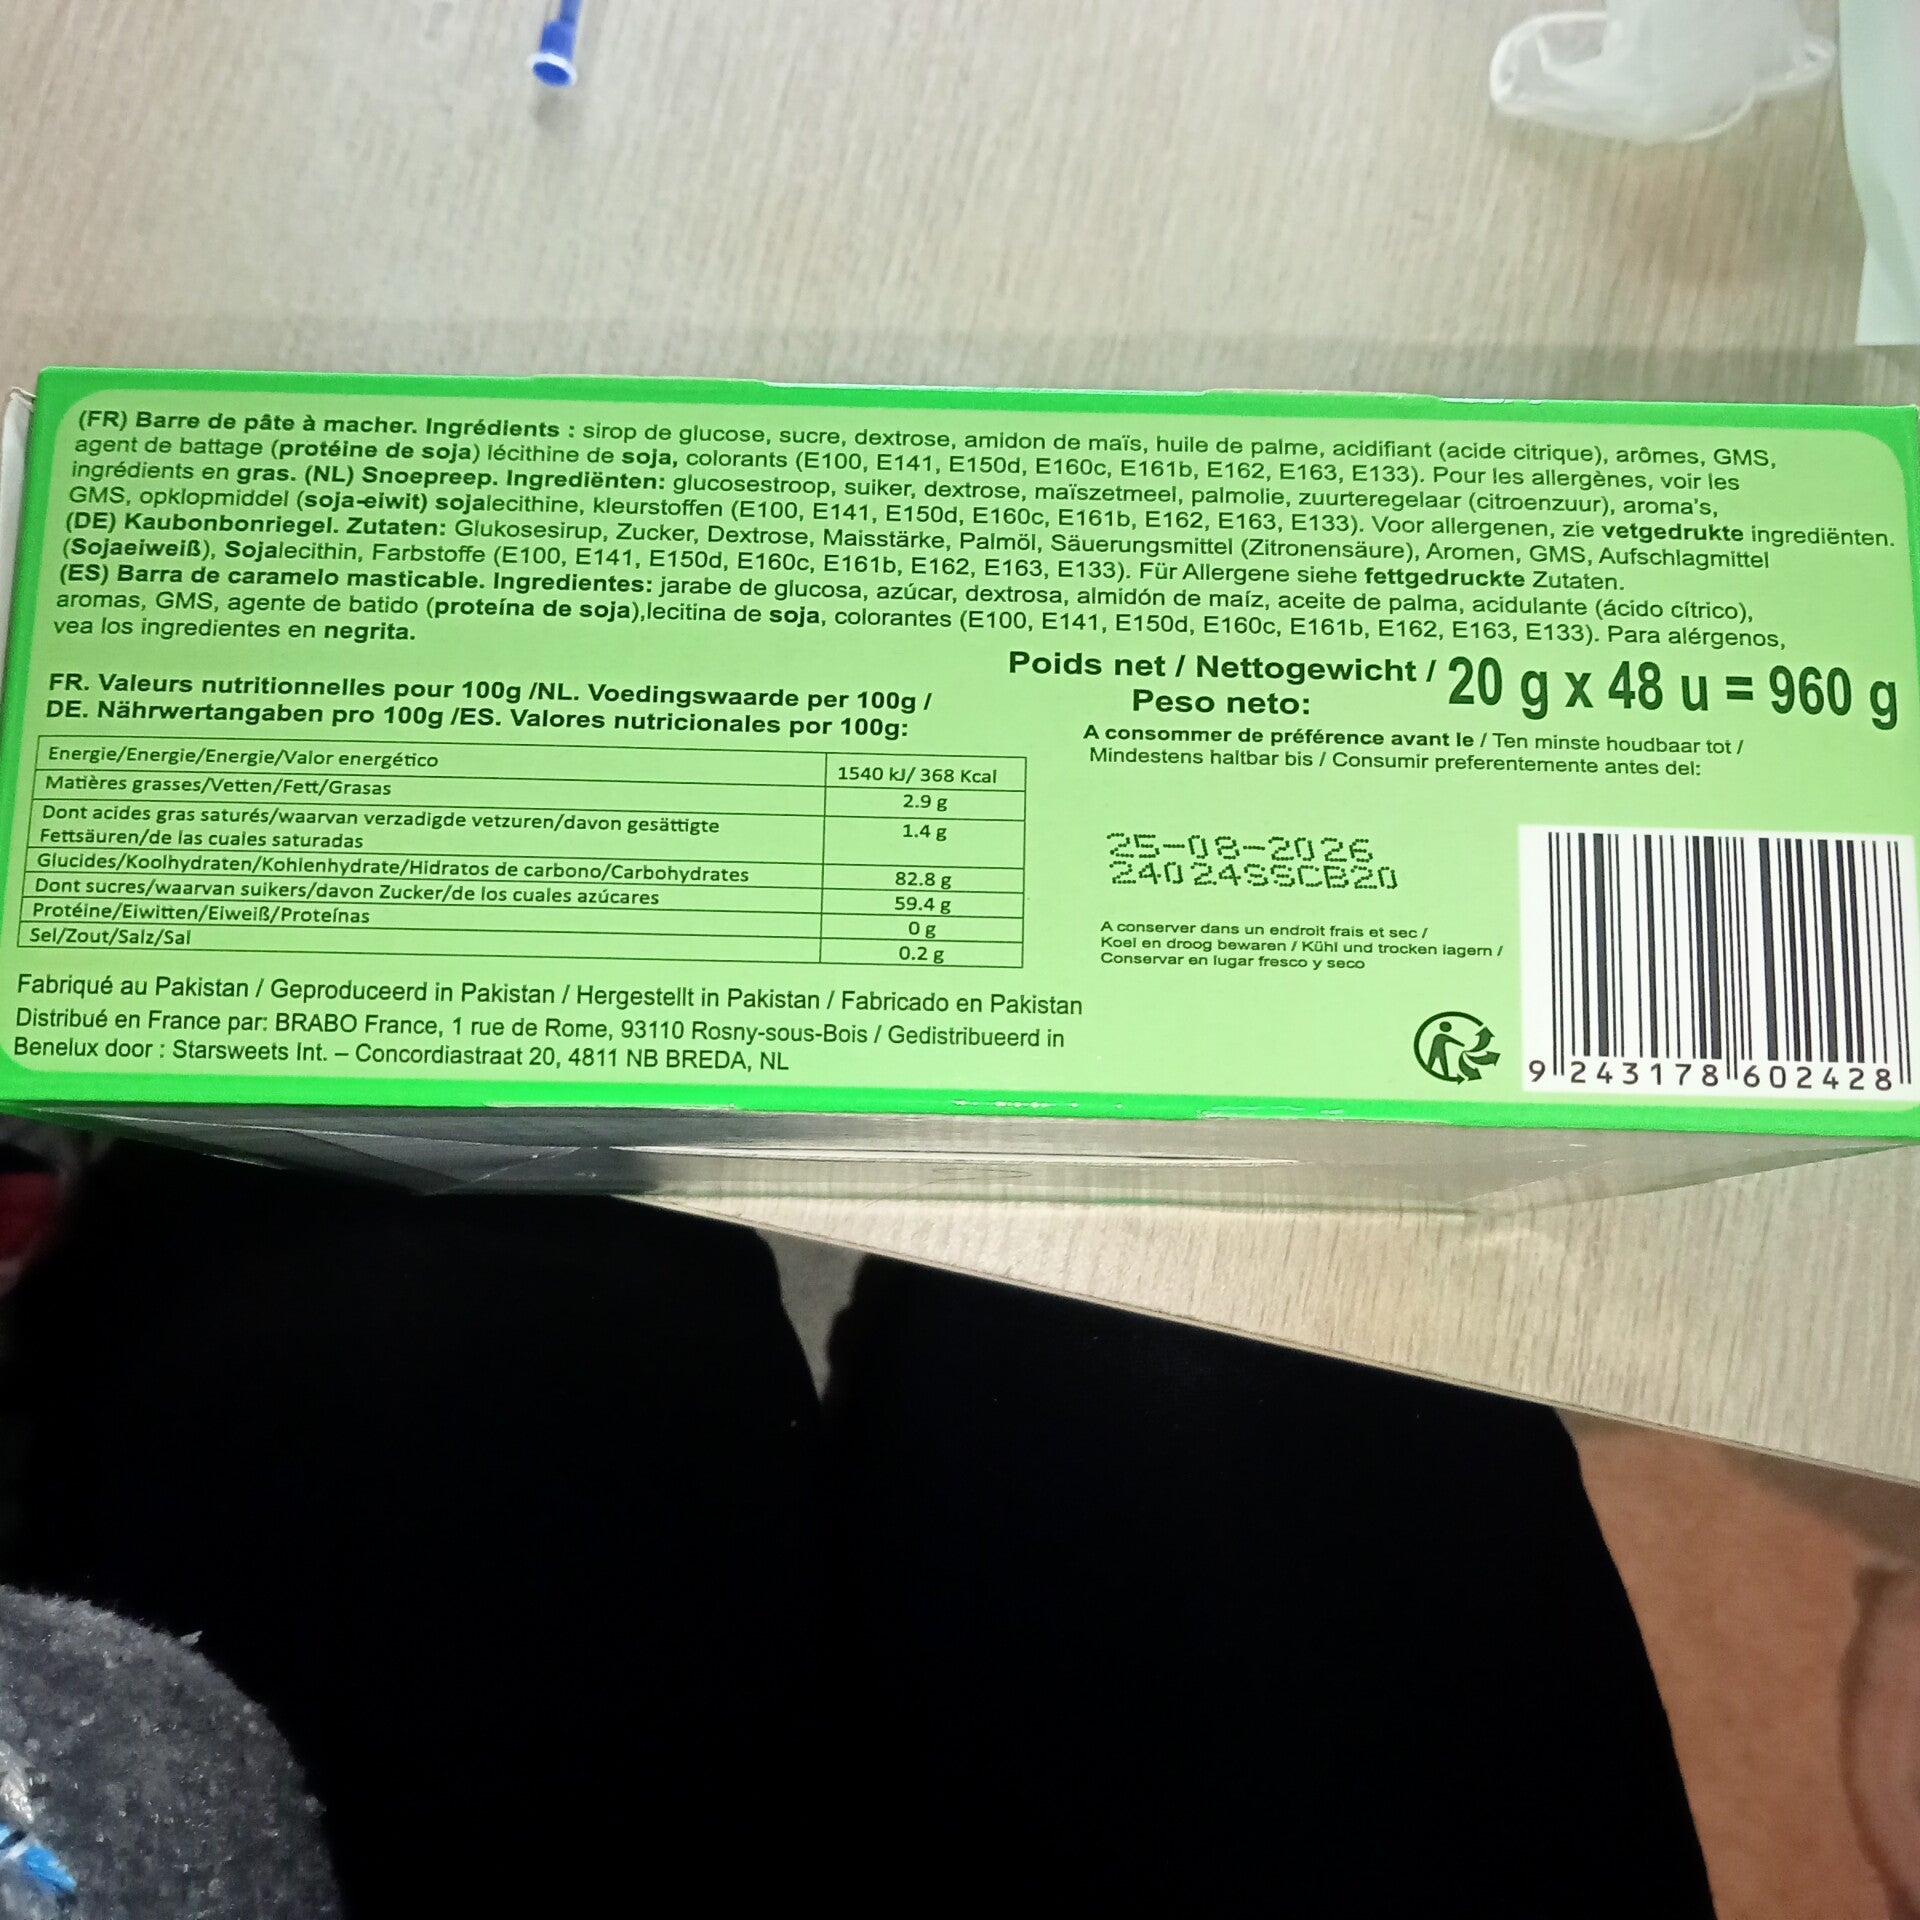 (FR) Barre de pâte à macher. Ingrédients : sirop de glucose, sucre, dextrose, amidon de maïs, huile de palme, acidifiant (acide citrique), arômes, GMS,
agent de battage (protéine de soja) lécithine de soja, colorants (E100, E141, E150d, E160c, E161b, E162, E163, E133). Pour les allergènes, voir les
ingrédients en gras. (NL) Snoepreep. Ingrediënten: glucosestroop, suiker, dextrose, maïszetmeel, palmolie, zuurteregelaar (citroenzuur), aroma's,
GMS, opklopmiddel (soja-eiwit) sojalecithine, kleurstoffen (E100, E141, E150d, E160c, E161b, E162, E163, E133). Voor allergenen, zie vetgedrukte ingrediënten.
(DE) Kaubonbonriegel. Zutaten: Glukosesirup, Zucker, Dextrose, Maisstärke, Palmöl, Säuerungsmittel (Zitronensäure), Aromen, GMS, Aufschlagmittel
(Sojaeiweiß), Sojalecithin, Farbstoffe (E100, E141, E150d, E160c, E161b, E162, E163, E133). Für Allergene siehe fettgedruckte Zutaten.
(ES) Barra de caramelo masticable. Ingredientes: jarabe de glucosa, azúcar, dextrosa, almidón de maíz, aceite de palma, acidulante (ácido cítrico),
aromas, GMS, agente de batido (proteína de soja),lecitina de soja, colorantes (E100, E141, E150d, E160c, E161b, E162, E163, E133). Para alérgenos,
vea los ingredientes en negrita.
FR. Valeurs nutritionnelles pour 100g /NL. Voedingswaarde per 100g /
DE. Nährwertangaben pro 100g /ES. Valores nutricionales por 100g:
Energie/Energie/Energie/Valor energético 1540 kJ/ 368 Kcal
Matières grasses/Vetten/Fett/Grasas 2.9 g
Dont acides gras saturés/waarvan verzadigde vetzuren/davon gesättigte 1.4 g
Fettsäuren/de las cuales saturadas
Glucides/Koolhydraten/Kohlenhydrate/Hidratos de carbono/Carbohydrates 82.8 g
Dont sucres/waarvan suikers/davon Zucker/de los cuales azúcares 59.4 g
Protéine/Eiwitten/Eiweiß/Proteínas 0 g
Sel/Zout/Salz/Sal 0.2 g
Fabriqué au Pakistan / Geproduceerd in Pakistan / Hergestellt in Pakistan / Fabricado en Pakistan
Distribué en France par: BRABO France, 1 rue de Rome, 93110 Rosny-sous-Bois / Gedistribueerd in
Benelux door : Starsweets Int. – Concordiastraat 20, 4811 NB BREDA, NL
Poids net / Nettogewicht /
Peso neto:
20 g x 48 u = 960 g
A consommer de préférence avant le / Ten minste houdbaar tot /
Mindestens haltbar bis / Consumir preferentemente antes del:
25-08-2026
24024SSCB20
A conserver dans un endroit frais et sec /
Koel en droog bewaren / Kühl und trocken lagern /
Conservar en lugar fresco y seco
9 243178 602428